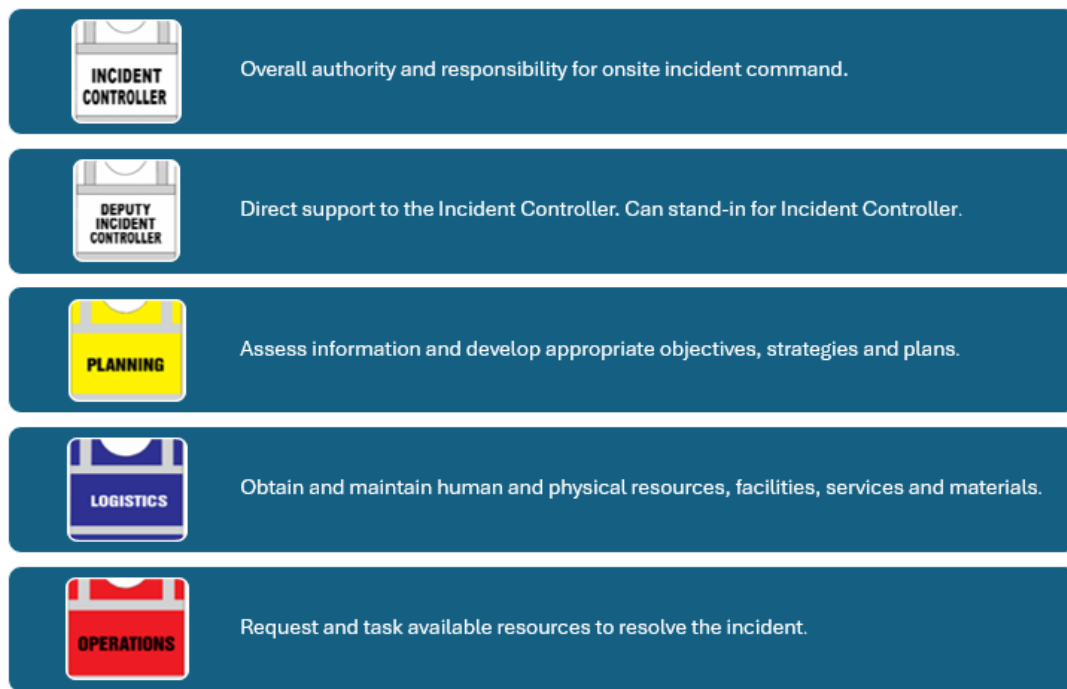 INCIDENT
CONTROLLER
Overall authority and responsibility for onsite incident command.
DEPUTY
INCIDENT
CONTROLLER
Direct support to the Incident Controller. Can stand-in for Incident Controller.
PLANNING
Assess information and develop appropriate objectives, strategies and plans.
LOGISTICS
Obtain and maintain human and physical resources, facilities, services and materials.
OPERATIONS
Request and task available resources to resolve the incident.